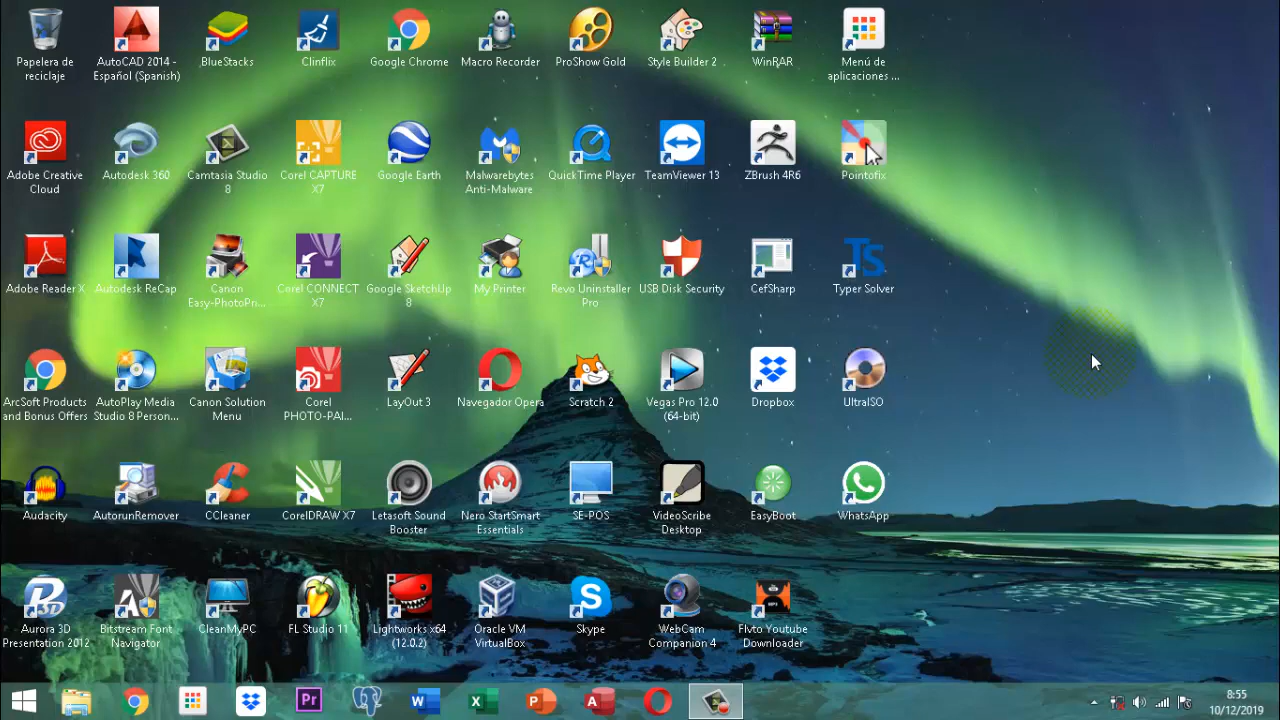 Papelera de
reciclaje
AutoCAD 2014 -
Español (Spanish)
BlueStacks
Clinflix
Google Chrome
Macro Recorder
ProShow Gold
Style Builder 2
WinRAR
Menú de
aplicaciones ...
Adobe Creative
Cloud
Autodesk 360
Camtasia Studio
8
Corel CAPTURE
X7
Google Earth
Malwarebytes
Anti-Malware
QuickTime Player
TeamViewer 13
ZBrush 4R6
Pointofix
Adobe Reader X
Autodesk ReCap
Canon
Easy-PhotoPri...
Corel CONNECT
X7
Google SketchUp
8
My Printer
Revo Uninstaller
Pro
USB Disk Security
CefSharp
Typer Solver
ArcSoft Products
and Bonus Offers
AutoPlay Media
Studio 8 Person...
Canon Solution
Menu
Corel
PHOTO-PAI...
LayOut 3
Navegador Opera
Scratch 2
Vegas Pro 12.0
(64-bit)
Dropbox
UltraISO
Audacity
AutorunRemover
CCleaner
CorelDRAW X7
Letasoft Sound
Booster
Nero StartSmart
Essentials
SE-POS
VideoScribe
Desktop
EasyBoot
WhatsApp
Aurora 3D
Presentation 2012
Bitstream Font
Navigator
CleanMyPC
FL Studio 11
Lightworks x64
(12.0.2)
Oracle VM
VirtualBox
Skype
WebCam
Companion 4
Flvto Youtube
Downloader
8:55
10/12/2019